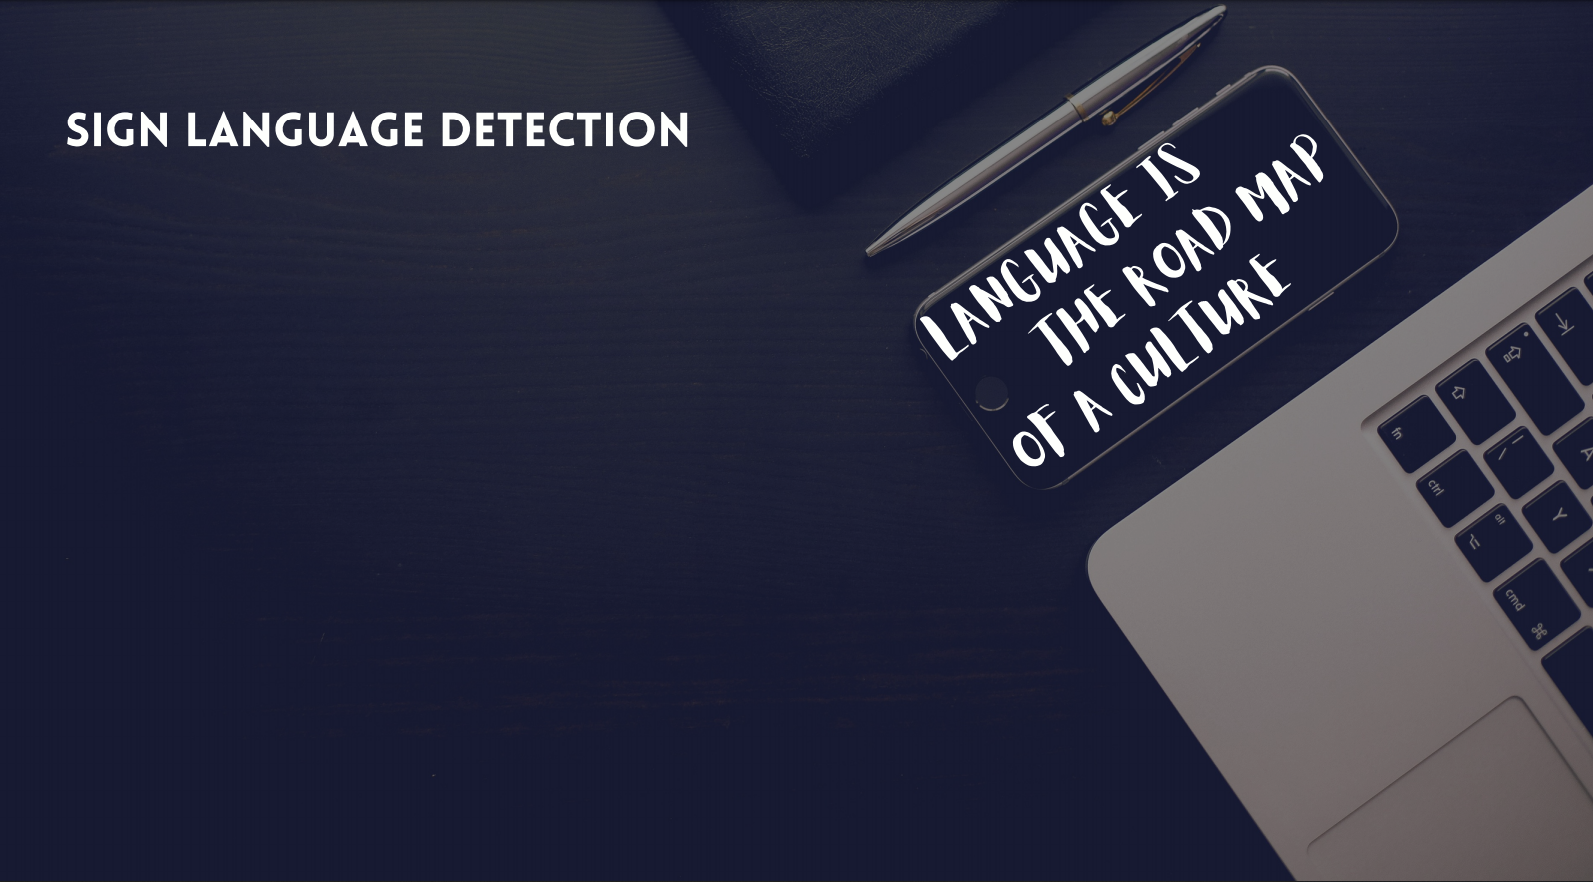 SIGN LANGUAGE DETECTION
LANGUAGE IS
THE ROAD MAP
OF A CULTURE
fn
ctrl
alt
cmd
A
Y